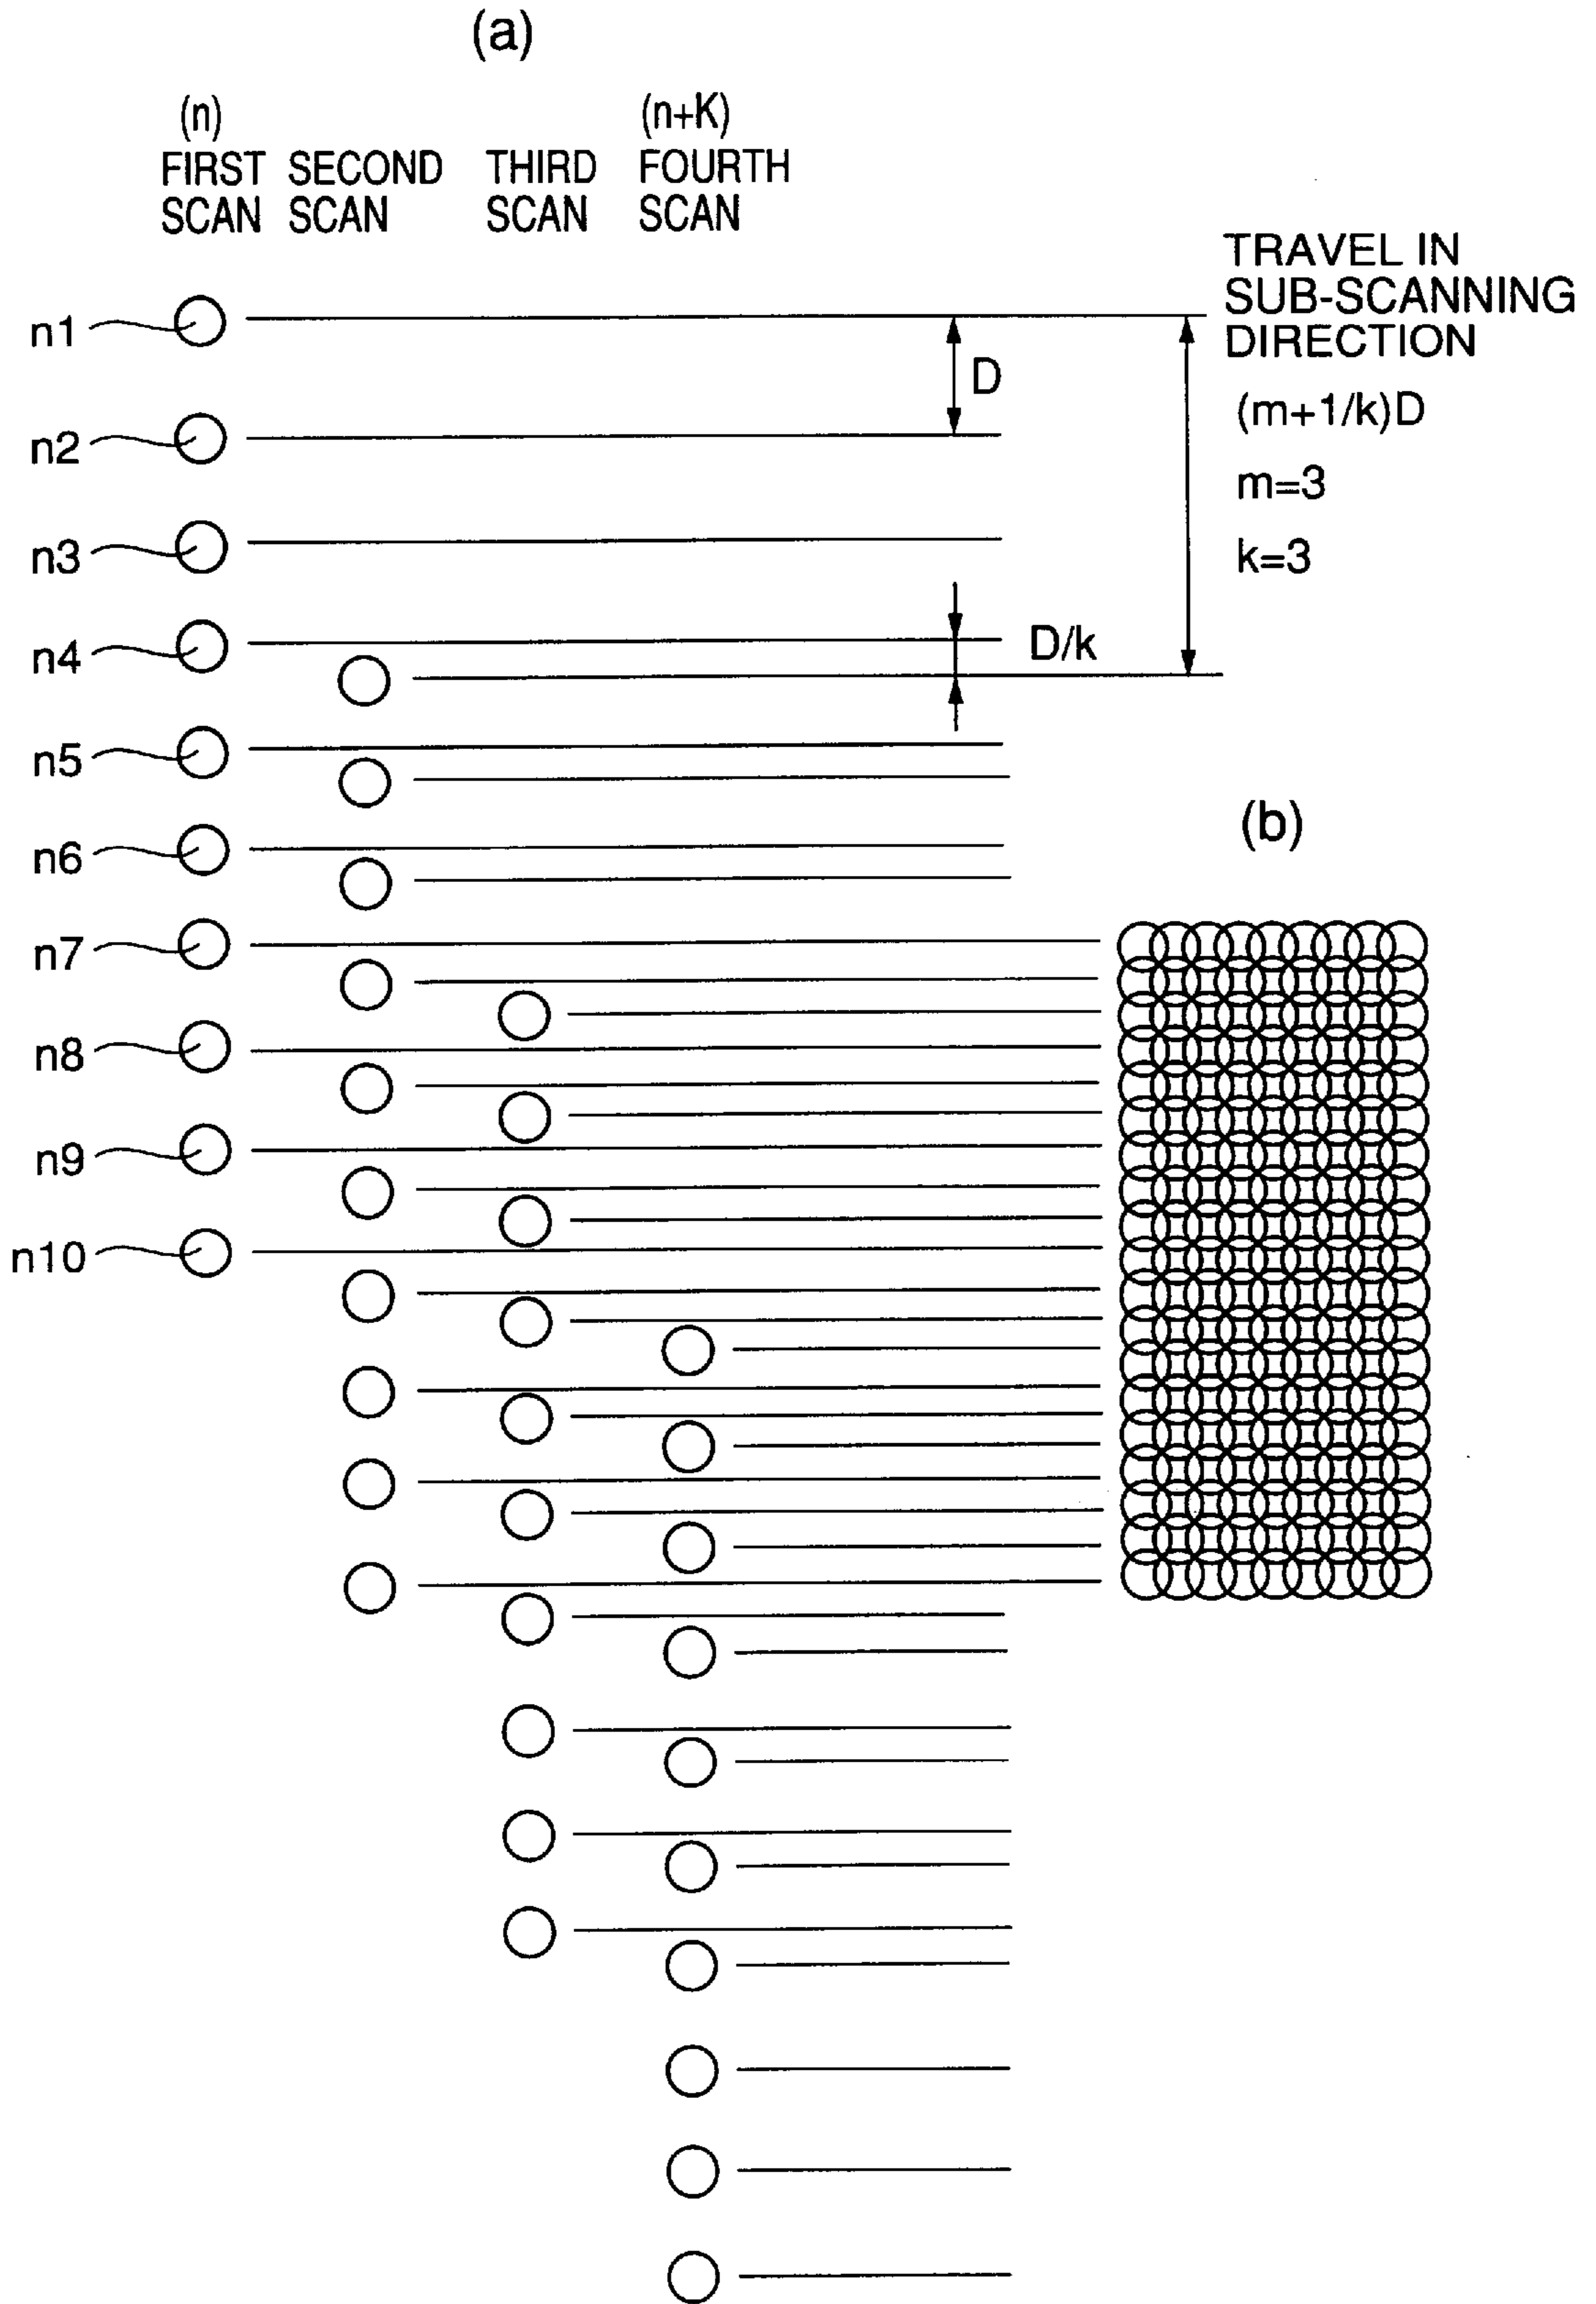 (a)
(n)
FIRST SCAN
SECOND SCAN
THIRD SCAN
(n+K)
FOURTH SCAN
TRAVEL IN
SUB-SCANNING
DIRECTION
(m+1/k)D
m=3
k=3
D
D/k
n1
n2
n3
n4
n5
n6
n7
n8
n9
n10
(b)